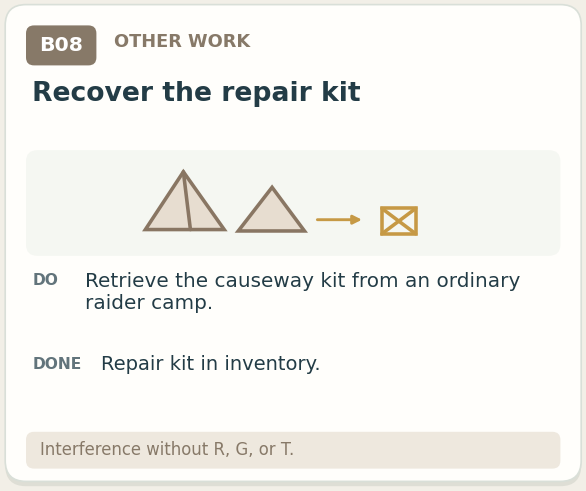 B08 OTHER WORK
Recover the repair kit
DO Retrieve the causeway kit from an ordinary
raider camp.
DONE Repair kit in inventory.
Interference without R, G, or T.